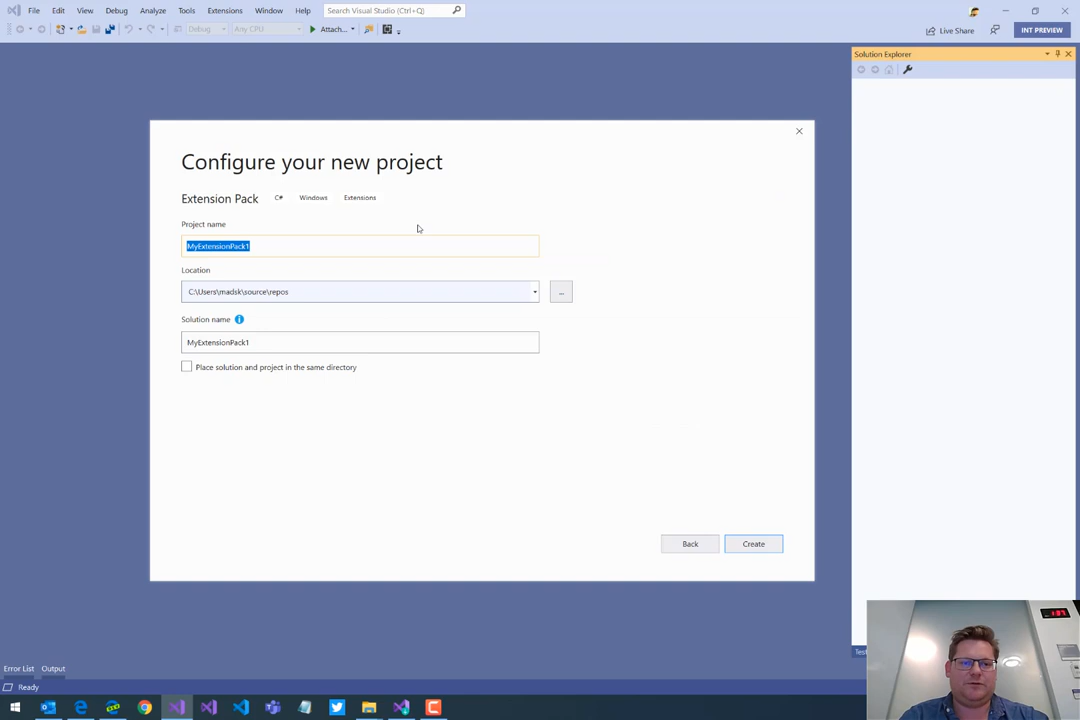 File Edit View Debug Analyze Tools Extensions Window Help Search Visual Studio (Ctrl+Q)
Debug Any CPU Attach... Live Share INT PREVIEW
Solution Explorer
Configure your new project
Extension Pack C# Windows Extensions
Project name
MyExtensionPack1
Location
C:\Users\madsk\source\repos
...
Solution name
MyExtensionPack1
Place solution and project in the same directory
Back Create
Error List Output
Ready